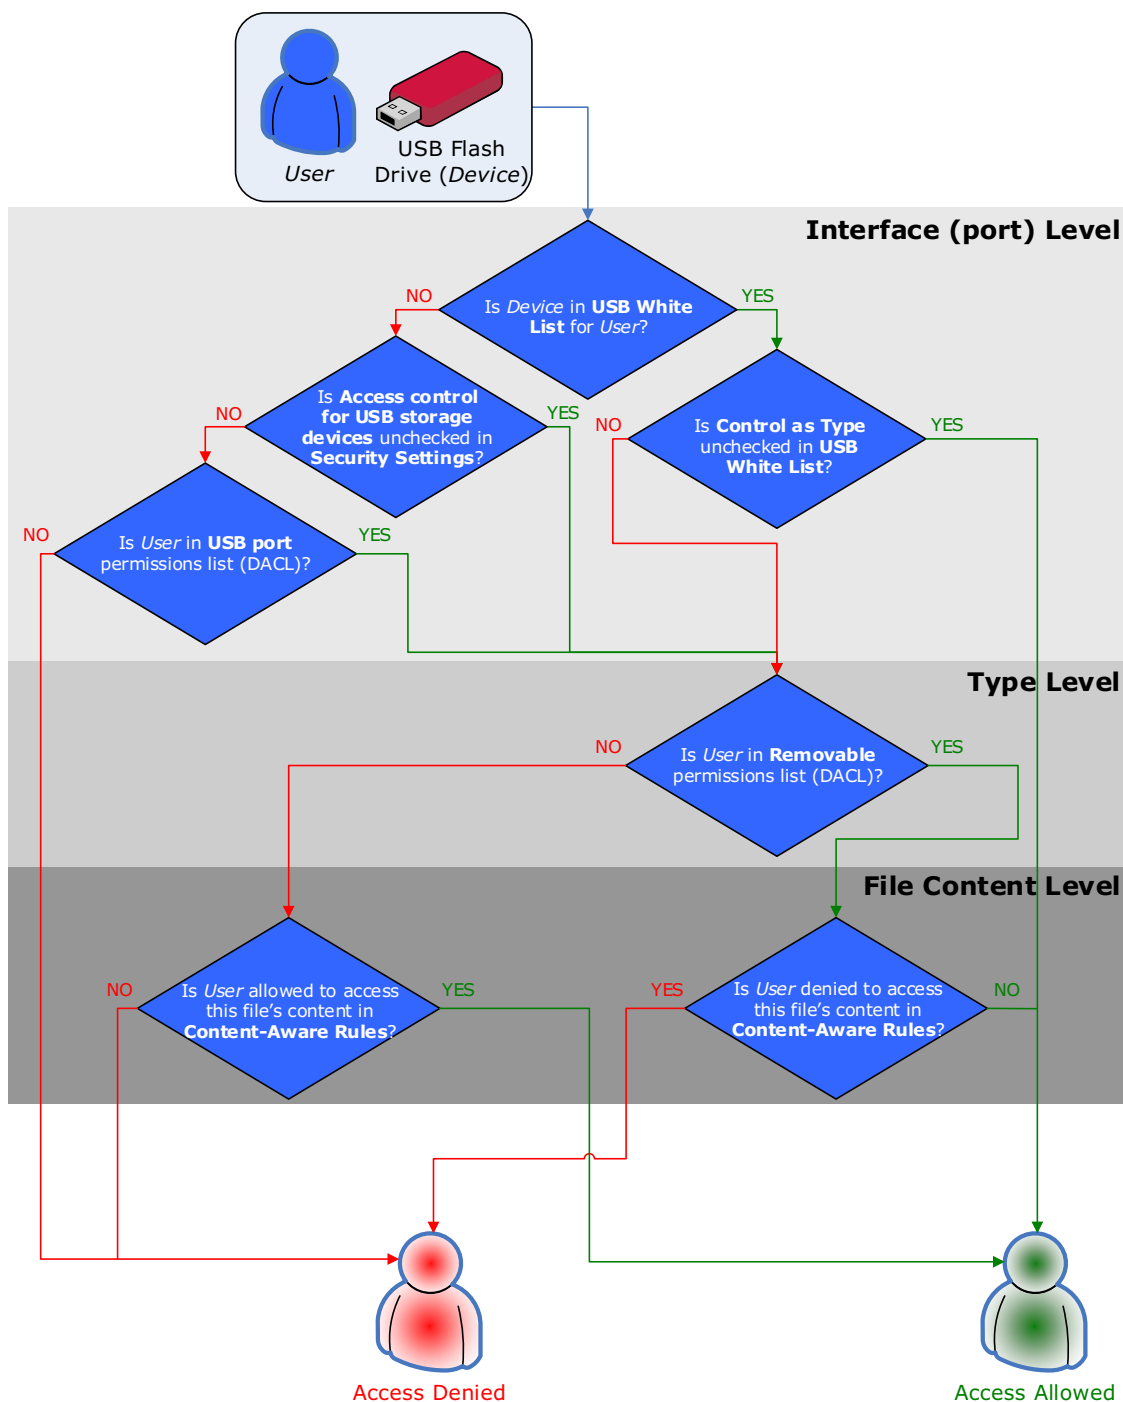 User
USB Flash
Drive (Device)
Interface (port) Level
Is Device in USB White
List for User?
NO
YES
Is Access control
for USB storage
devices unchecked in
Security Settings?
NO
YES
Is Control as Type
unchecked in USB
White List?
NO
YES
Is User in USB port
permissions list (DACL)?
NO
YES
Type Level
Is User in Removable
permissions list (DACL)?
NO
YES
File Content Level
Is User allowed to access
this file's content in
Content-Aware Rules?
NO
YES
Is User denied to access
this file's content in
Content-Aware Rules?
YES
NO
Access Denied
Access Allowed